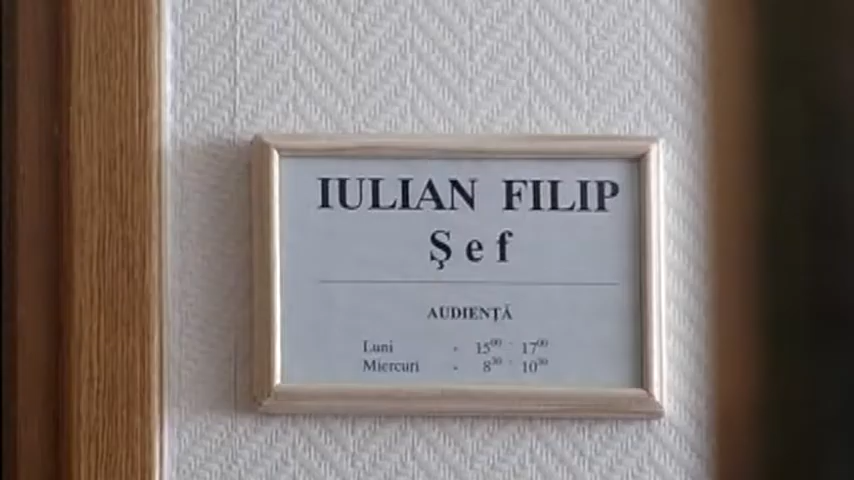 IULIAN FILIP
Şef
AUDIENŢĂ
Luni - 15⁰⁰ - 17⁰⁰
Miercuri - 8³⁰ - 10³⁰